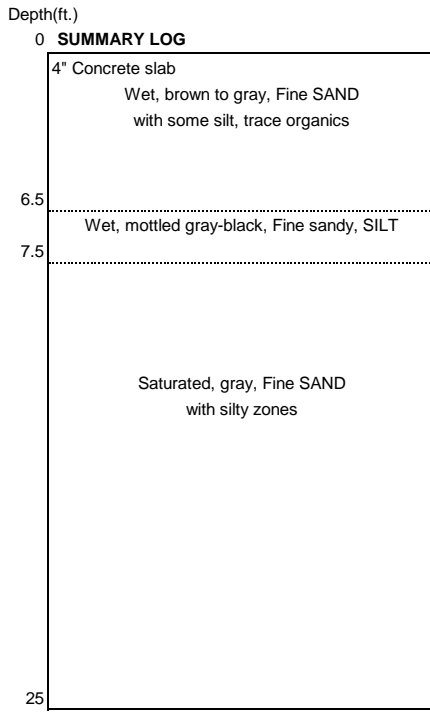 Depth(ft.)
0 SUMMARY LOG
4" Concrete slab
Wet, brown to gray, Fine SAND
with some silt, trace organics
6.5
Wet, mottled gray-black, Fine sandy, SILT
7.5
Saturated, gray, Fine SAND
with silty zones
25